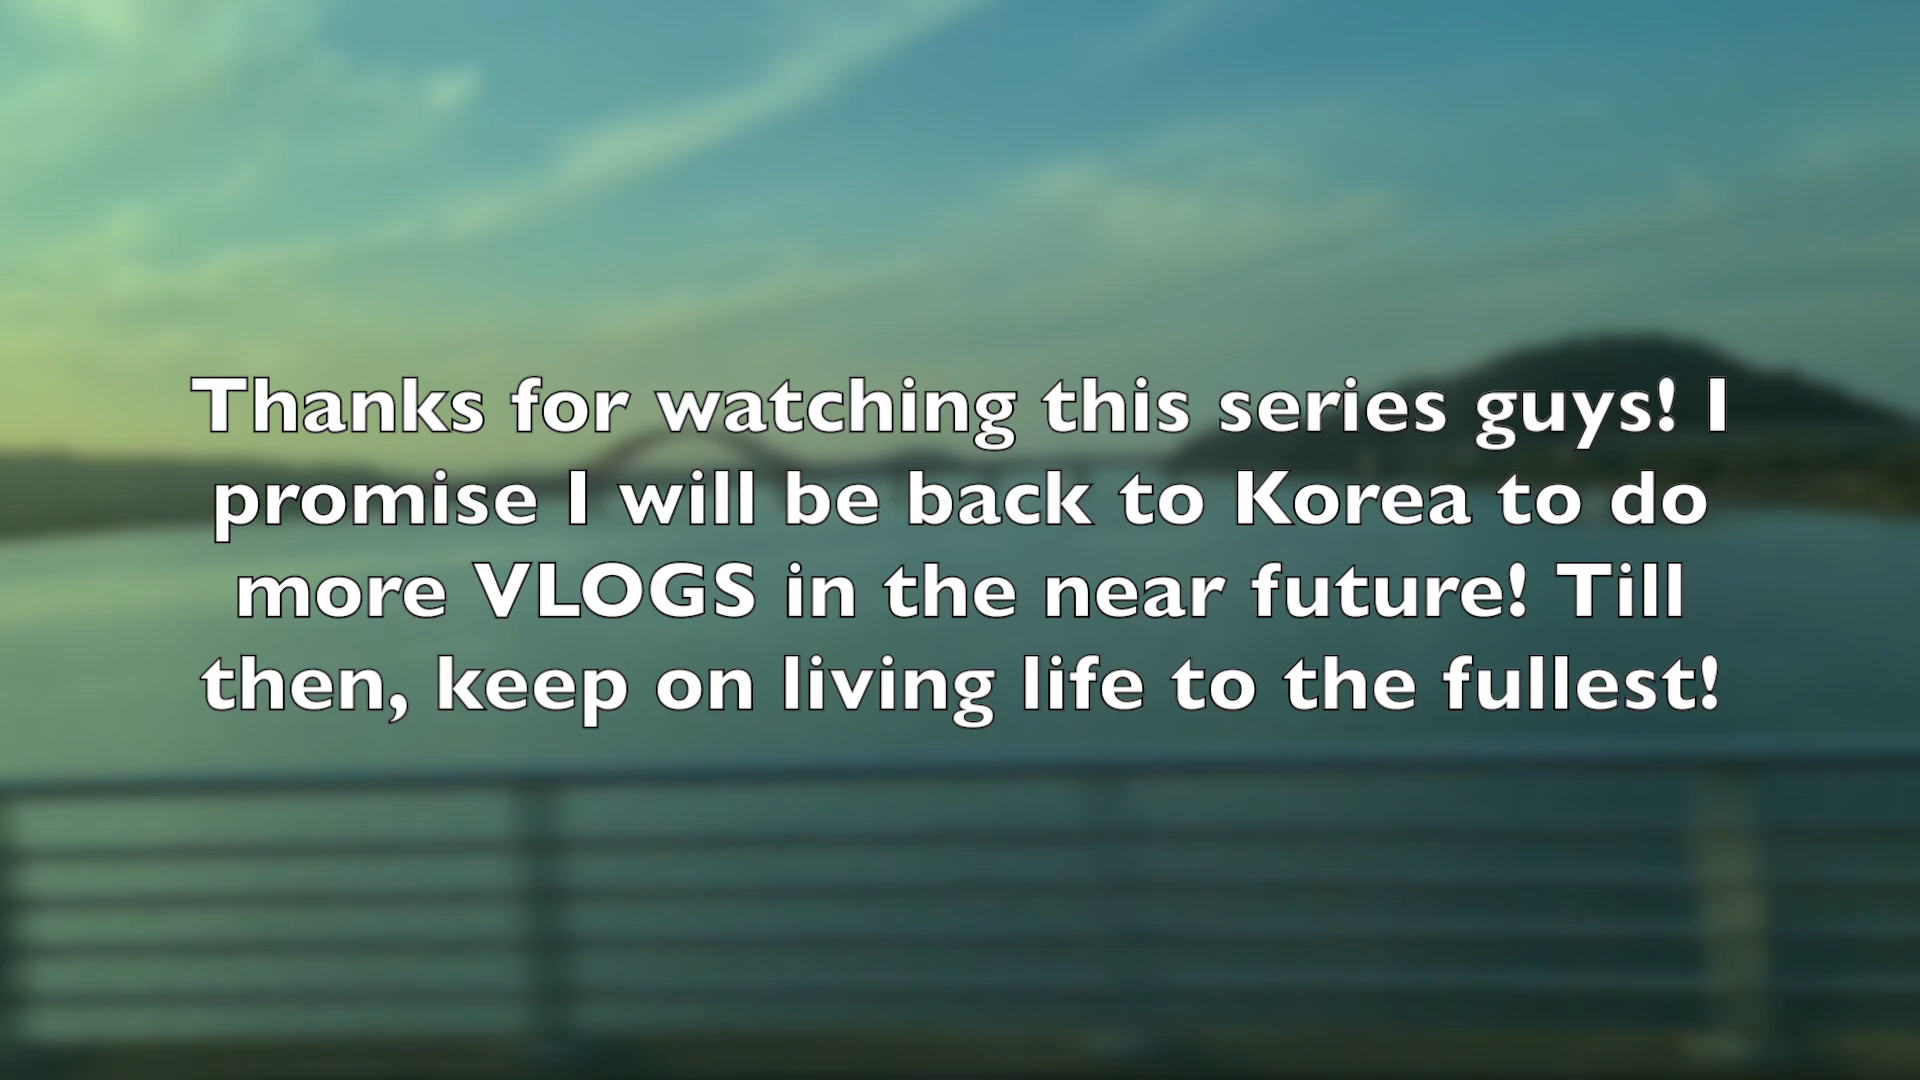 Thanks for watching this series guys! I
promise I will be back to Korea to do
more VLOGS in the near future! Till
then, keep on living life to the fullest!